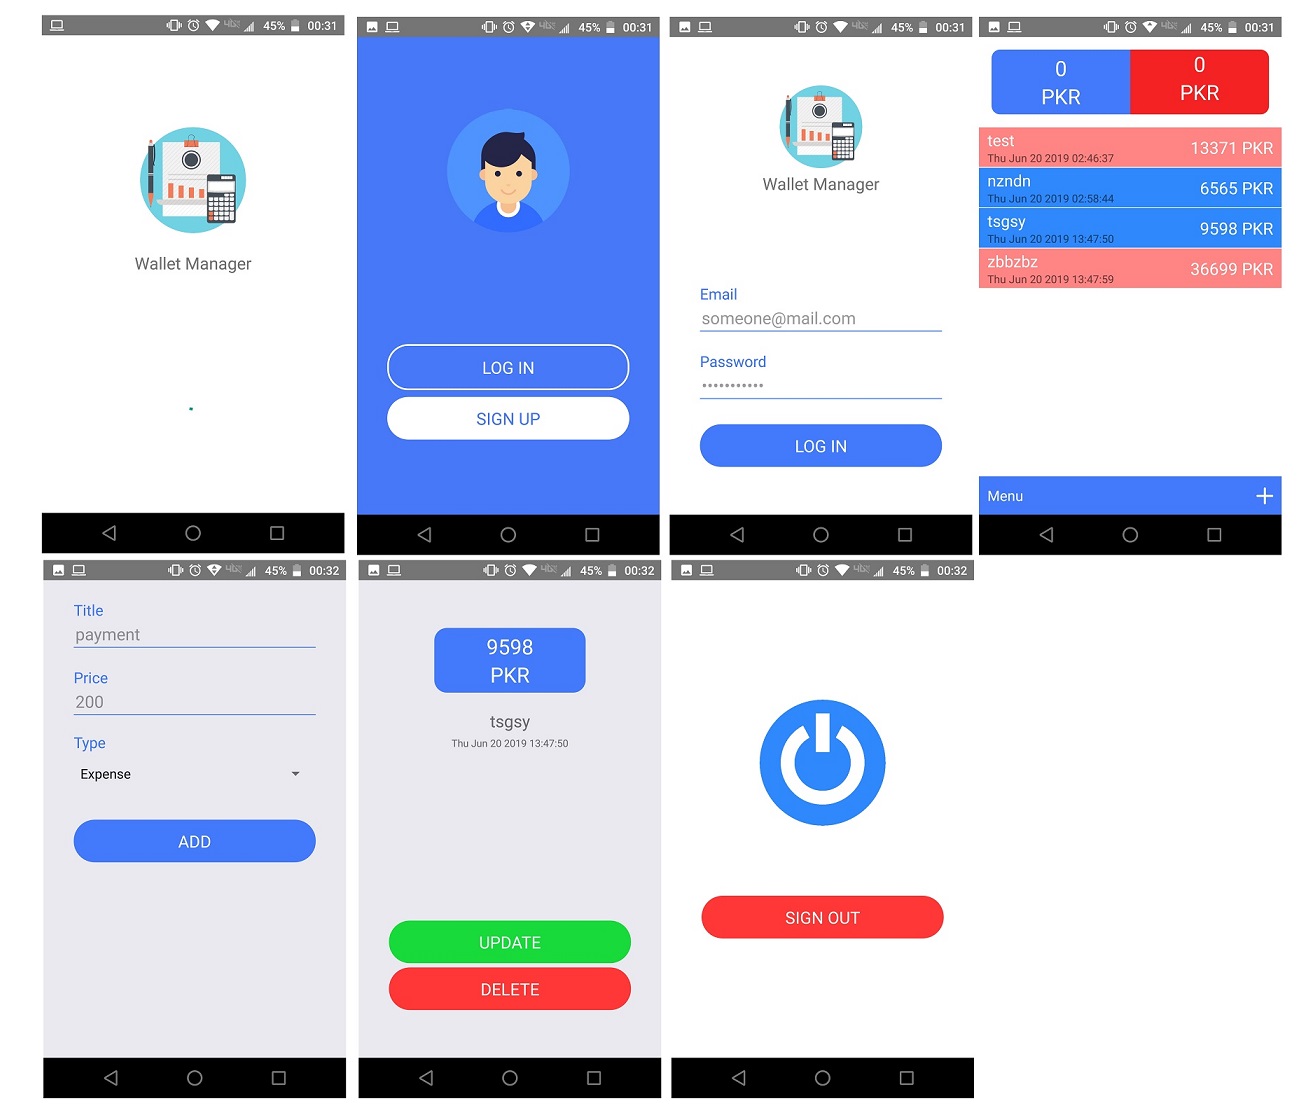 45% 00:31
Wallet Manager
45% 00:31
LOG IN
SIGN UP
45% 00:31
Wallet Manager
Email
someone@mail.com
Password
•••••••••••
LOG IN
45% 00:31
0
PKR
0
PKR
test
Thu Jun 20 2019 02:46:37
13371 PKR
nzndn
Thu Jun 20 2019 02:58:44
6565 PKR
tsgsy
Thu Jun 20 2019 13:47:50
9598 PKR
zbbzbz
Thu Jun 20 2019 13:47:59
36699 PKR
Menu
45% 00:32
Title
payment
Price
200
Type
Expense
ADD
45% 00:32
9598
PKR
tsgsy
Thu Jun 20 2019 13:47:50
UPDATE
DELETE
45% 00:32
SIGN OUT